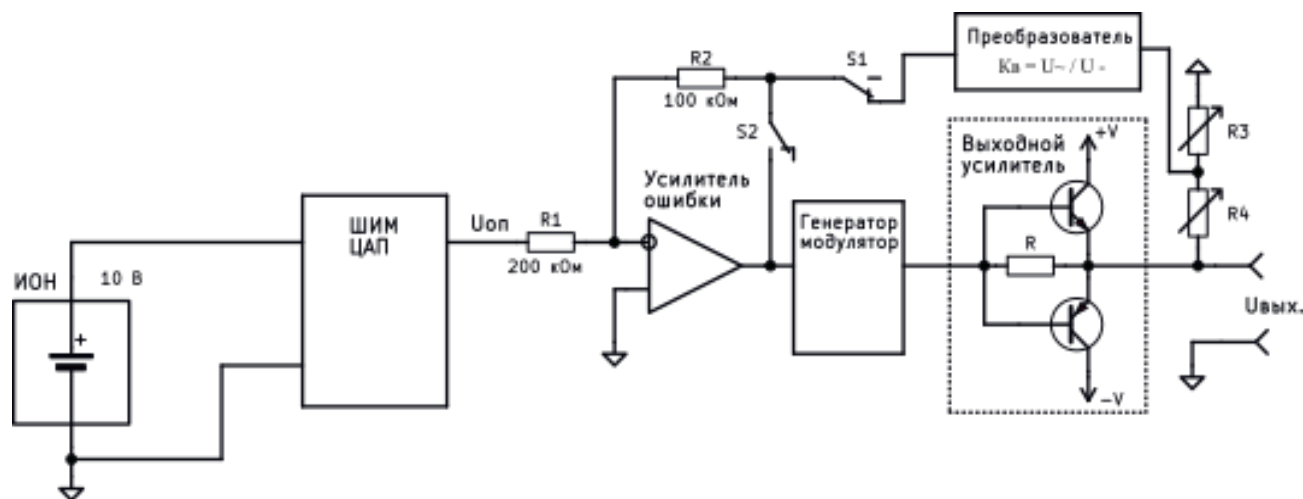 Преобразователь
Kв = U~ / U -
R2
100 кОм
S1
S2
R3
R4
Выходной
усилитель
+V
-V
R
Усилитель
ошибки
Генератор
модулятор
ШИМ
ЦАП
Uоп
R1
200 кОм
ИОН
10 В
+
Uвых.